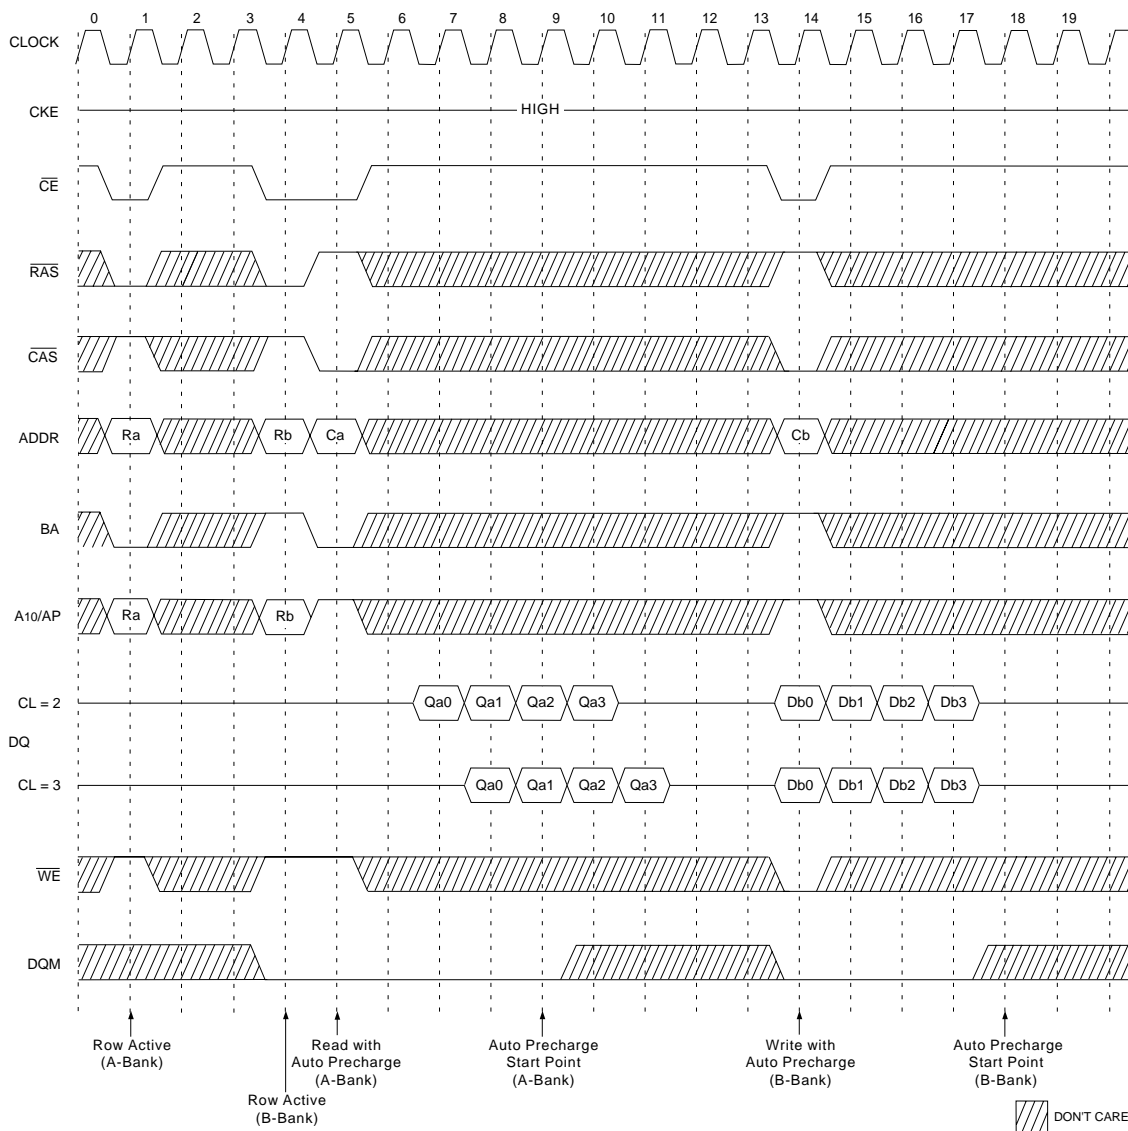 0 1 2 3 4 5 6 7 8 9 10 11 12 13 14 15 16 17 18 19
CLOCK
CKE
HIGH
CE
RAS
CAS
ADDR
Ra Rb Ca Cb
BA
A10/AP
Ra Rb
CL = 2
Qa0 Qa1 Qa2 Qa3 Db0 Db1 Db2 Db3
DQ
CL = 3
Qa0 Qa1 Qa2 Qa3 Db0 Db1 Db2 Db3
WE
DQM
Row Active
(A-Bank)
Row Active
(B-Bank)
Read with
Auto Precharge
(A-Bank)
Auto Precharge
Start Point
(A-Bank)
Write with
Auto Precharge
(B-Bank)
Auto Precharge
Start Point
(B-Bank)
DON'T CARE